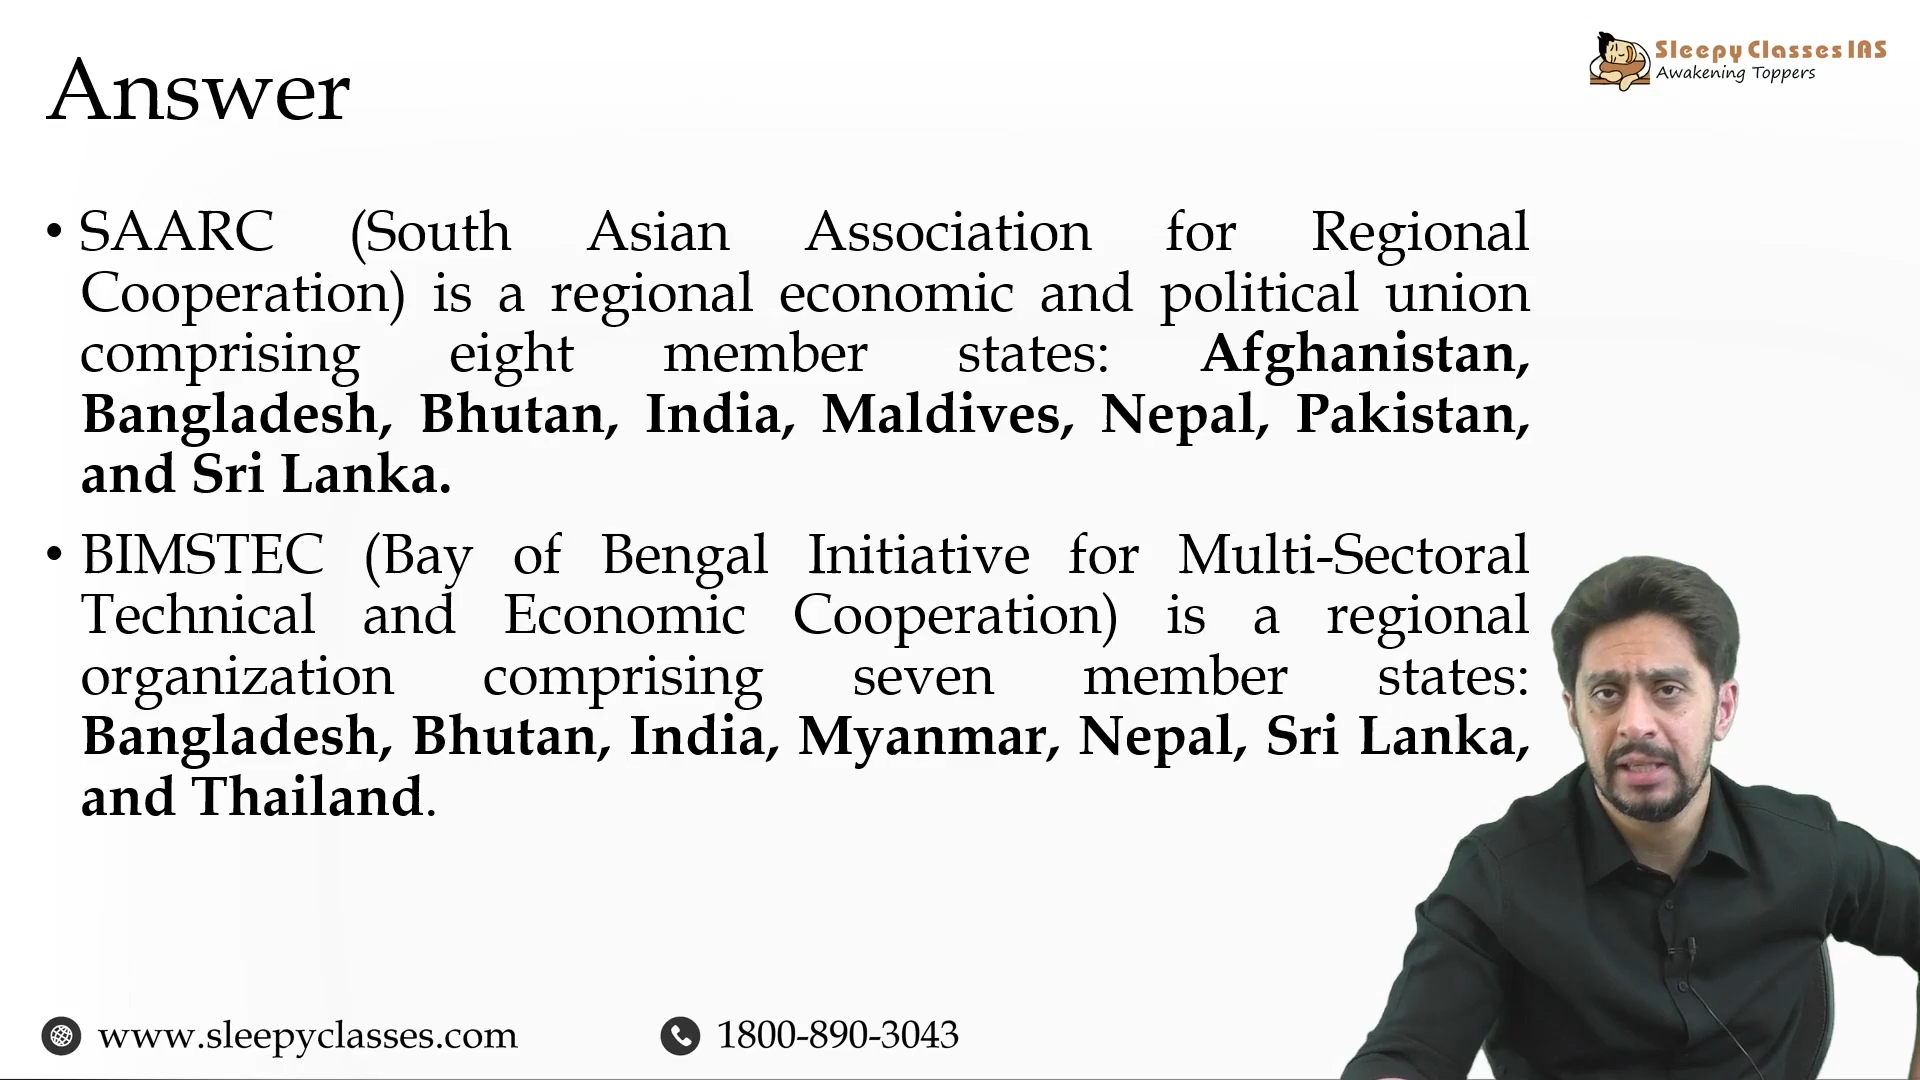 Answer
Sleepy Classes IAS
Awakening Toppers
• SAARC (South Asian Association for Regional
Cooperation) is a regional economic and political union
comprising eight member states: Afghanistan,
Bangladesh, Bhutan, India, Maldives, Nepal, Pakistan,
and Sri Lanka.
• BIMSTEC (Bay of Bengal Initiative for Multi-Sectoral
Technical and Economic Cooperation) is a regional
organization comprising seven member states:
Bangladesh, Bhutan, India, Myanmar, Nepal, Sri Lanka,
and Thailand.
www.sleepyclasses.com
1800-890-3043